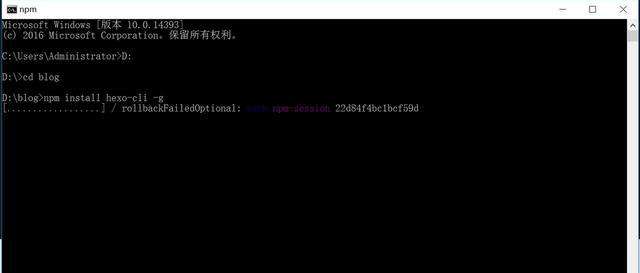 npm
Microsoft Windows [版本 10.0.14393]
(c) 2016 Microsoft Corporation。保留所有权利。
C:\Users\Administrator>D:
D:\>cd blog
D:\blog>npm install hexo-cli -g
[..................] / rollbackFailedOptional: verb npm-session 22d84f4bc1bcf59d